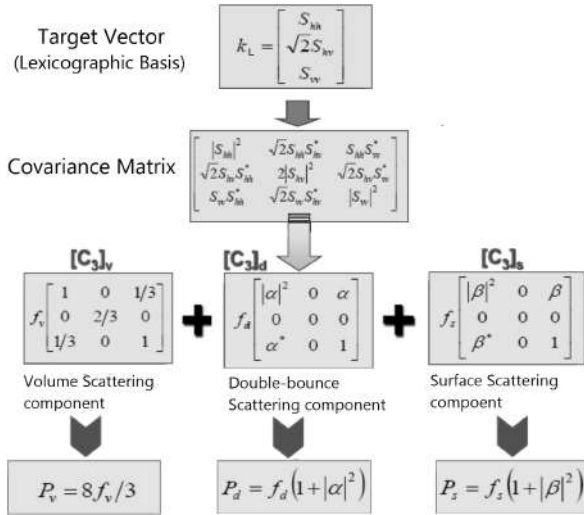 Target Vector
(Lexicographic Basis)
k_L = [ S_hh
√2S_hv
S_vv ]
Covariance Matrix
[ |S_hh|² √2S_hhS*_hv S_hhS*_vv
√2S_hvS*_hh 2|S_hv|² √2S_hvS*_vv
S_vvS*_hh √2S_vvS*_hv |S_vv|² ]
[C₃]_v [C₃]_d [C₃]_s
f_v [ 1 0 1/3
0 2/3 0
1/3 0 1 ]
+
f_d [ |α|² 0 α
0 0 0
α* 0 1 ]
+
f_s [ |β|² 0 β
0 0 0
β* 0 1 ]
Volume Scattering
component
Double-bounce
Scattering component
Surface Scattering
compoent
P_v = 8f_v/3
P_d = f_d(1+|α|²)
P_s = f_s(1+|β|²)